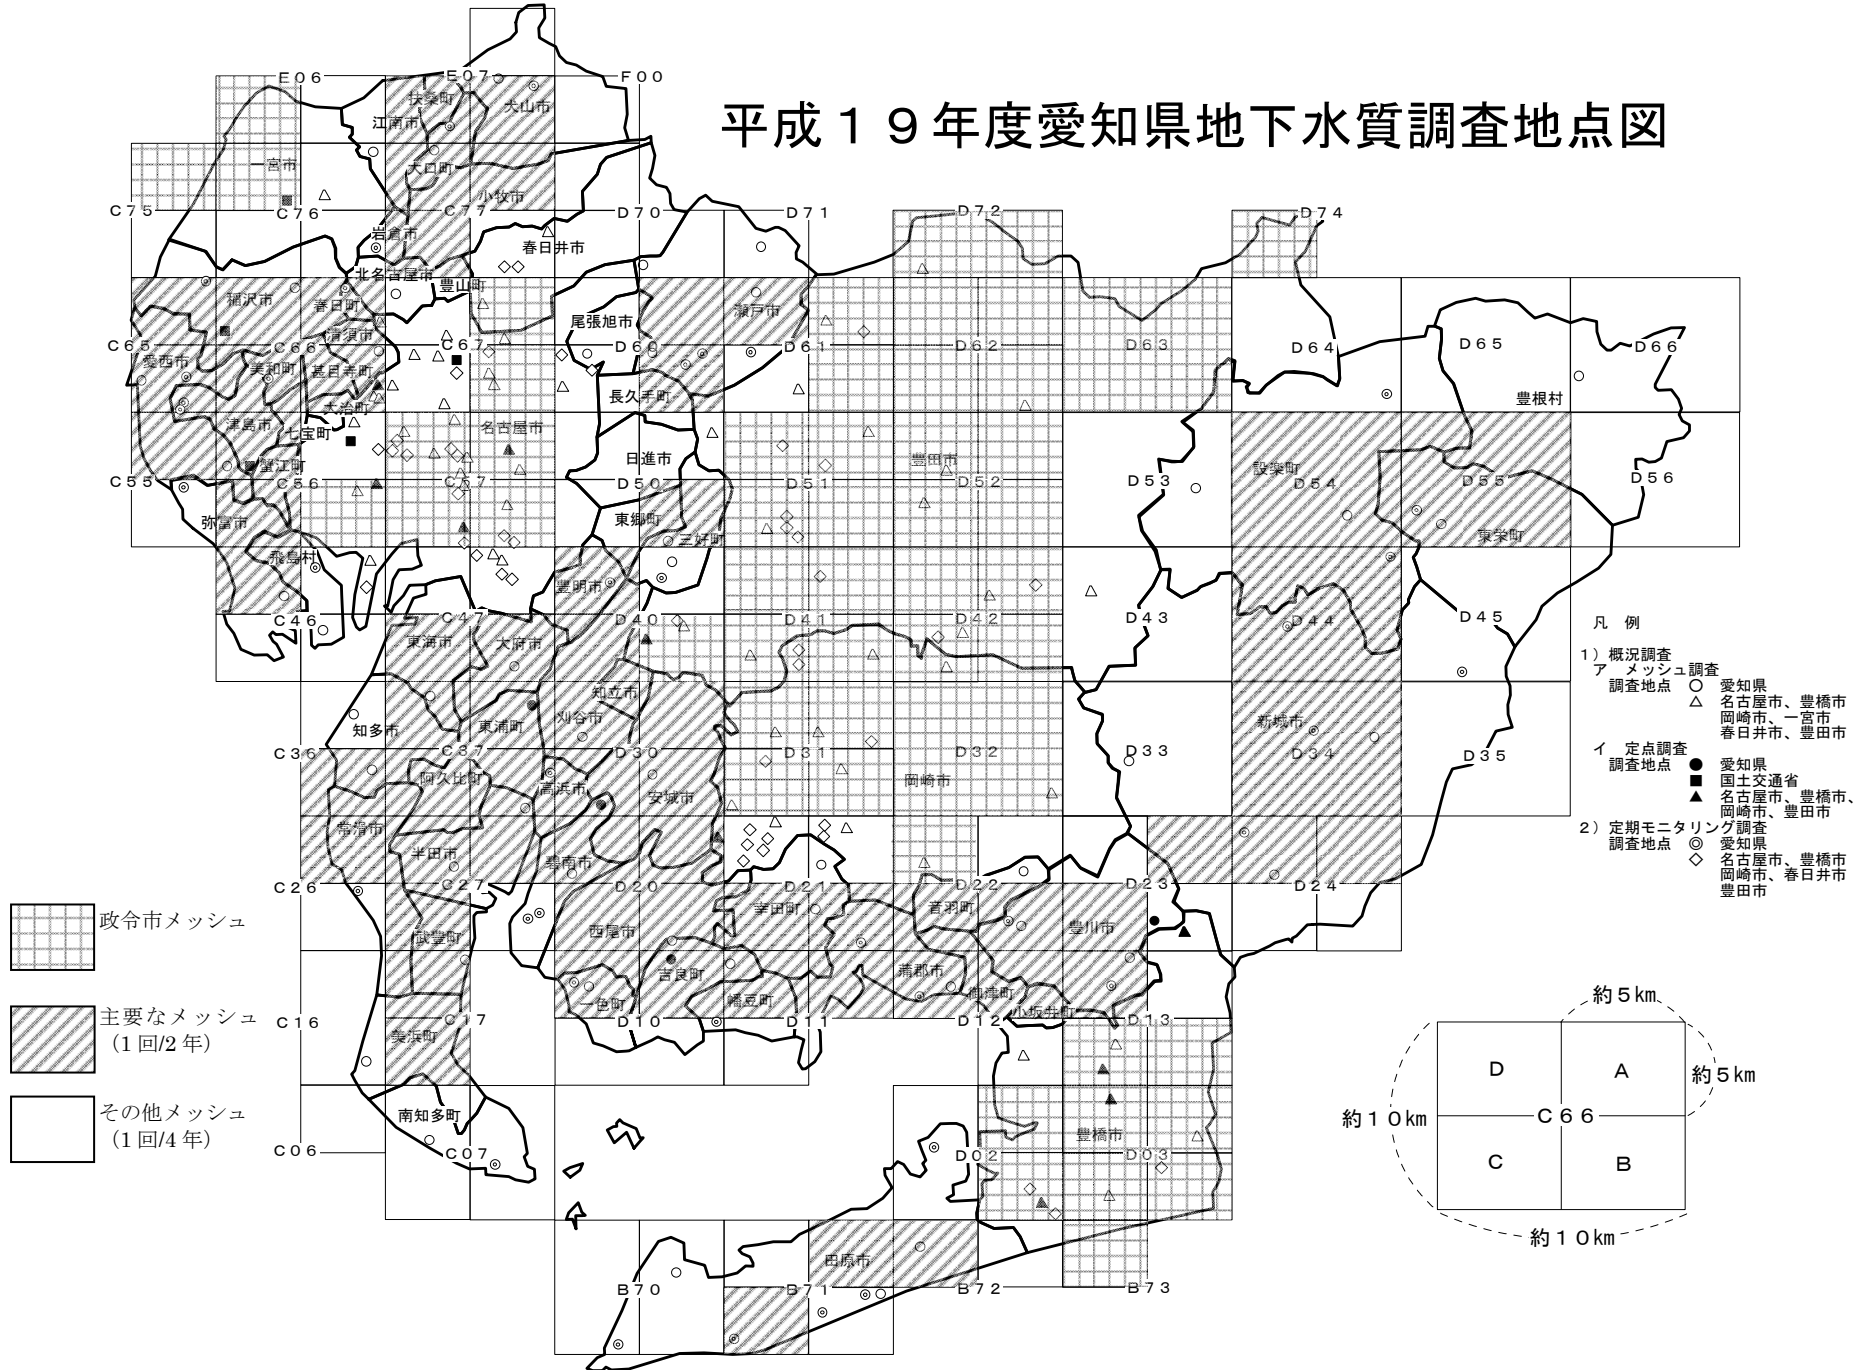 平成１９年度愛知県地下水質調査地点図
Ｅ０６
Ｅ０７
Ｆ００
扶桑町
犬山市
江南市
一宮市
大口町
小牧市
Ｃ７５
Ｃ７６
Ｃ７７
Ｄ７０
Ｄ７１
Ｄ７２
Ｄ７４
岩倉市
春日井市
北名古屋市
豊山町
稲沢市
春日町
瀬戸市
清須市
尾張旭市
Ｃ６５
Ｃ６６
Ｃ６７
Ｄ６０
Ｄ６１
Ｄ６２
Ｄ６３
Ｄ６４
Ｄ６５
Ｄ６６
愛西市
美和町
甚目寺町
長久手町
豊根村
大治町
津島市
七宝町
名古屋市
蟹江町
日進市
豊田市
設楽町
Ｃ５５
Ｃ５６
Ｃ５７
Ｄ５０
Ｄ５１
Ｄ５２
Ｄ５３
Ｄ５４
Ｄ５５
Ｄ５６
弥富市
東郷町
三好町
東栄町
飛島村
豊明市
Ｃ４６
Ｃ４７
Ｄ４０
Ｄ４１
Ｄ４２
Ｄ４３
Ｄ４４
Ｄ４５
東海市
大府市
知立市
知多市
東浦町
刈谷市
新城市
Ｃ３６
Ｃ３７
Ｄ３０
Ｄ３１
Ｄ３２
Ｄ３３
Ｄ３４
Ｄ３５
阿久比町
高浜市
安城市
岡崎市
常滑市
半田市
碧南市
Ｃ２６
Ｃ２７
Ｄ２０
Ｄ２１
Ｄ２２
Ｄ２３
Ｄ２４
武豊町
西尾市
幸田町
音羽町
豊川市
吉良町
蒲郡市
一色町
幡豆町
御津町
小坂井町
Ｃ１６
Ｃ１７
Ｄ１０
Ｄ１１
Ｄ１２
Ｄ１３
美浜町
南知多町
豊橋市
Ｃ０６
Ｃ０７
Ｄ０２
Ｄ０３
田原市
Ｂ７０
Ｂ７１
Ｂ７２
Ｂ７３
凡　例
１）概況調査
ア　メッシュ調査
調査地点　○　愛知県
△　名古屋市、豊橋市
岡崎市、一宮市
春日井市、豊田市
イ　定点調査
調査地点　●　愛知県
■　国土交通省
▲　名古屋市、豊橋市、
岡崎市、豊田市
２）定期モニタリング調査
調査地点　◎　愛知県
◇　名古屋市、豊橋市
岡崎市、春日井市
豊田市
政令市メッシュ
主要なメッシュ
（1 回/2 年）
その他メッシュ
（1 回/4 年）
約５km
Ｄ
Ａ
約５km
約１０km
Ｃ６６
Ｃ
Ｂ
約１０km